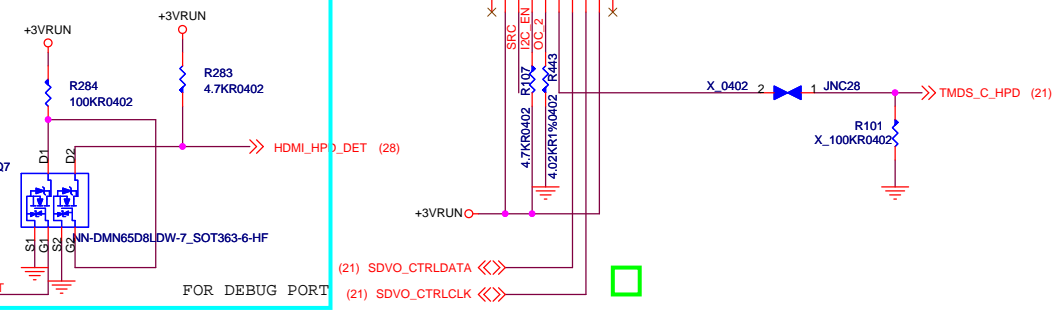 +3VRUN
+3VRUN
R284
100KR0402
R283
4.7KR0402
D1
D2
HDMI_HPD_DET (28)
Q7
S1
G1
S2
G2
NN-DMN65D8LDW-7_SOT363-6-HF
T
FOR DEBUG PORT
SRC
I2C_EN
OC_2
R107
4.7KR0402
R443
4.02KR1%0402
X_0402
2
1
JNC28
TMDS_C_HPD (21)
R101
X_100KR0402
+3VRUN
(21) SDVO_CTRLDATA
(21) SDVO_CTRLCLK